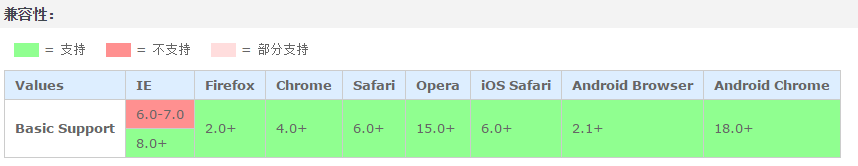 兼容性：
= 支持 = 不支持 = 部分支持
Values IE Firefox Chrome Safari Opera iOS Safari Android Browser Android Chrome
Basic Support 6.0-7.0 2.0+ 4.0+ 6.0+ 15.0+ 6.0+ 2.1+ 18.0+
8.0+